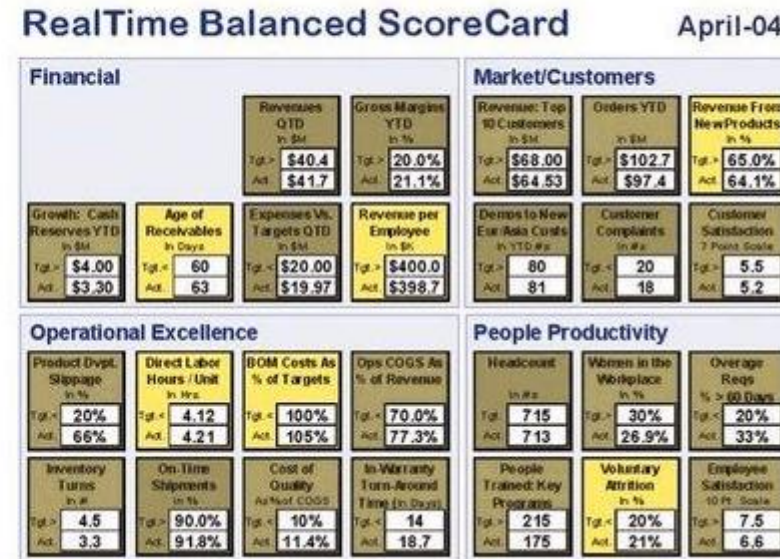 RealTime Balanced ScoreCard April-04
Financial
Revenues
QTD
In $M
Tgt.> $40.4
Act. $41.7
Gross Margins
YTD
In %
Tgt.> 20.0%
Act. 21.1%
Growth: Cash
Reserves YTD
In $M
Tgt.> $4.00
Act. $3.30
Age of
Receivables
In Days
Tgt.< 60
Act. 63
Expenses Vs.
Targets QTD
In $M
Tgt.< $20.00
Act. $19.97
Revenue per
Employee
In $K
Tgt.> $400.0
Act. $398.7
Market/Customers
Revenue: Top
10 Customers
In $M
Tgt.> $68.00
Act. $64.53
Orders YTD
In $M
Tgt.> $102.7
Act. $97.4
Revenue From
New Products
In %
Tgt.> 65.0%
Act. 64.1%
Demos to New
Eur/Asia Custs
In YTD #s
Tgt.> 80
Act. 81
Customer
Complaints
In #s
Tgt.< 20
Act. 18
Customer
Satisfaction
7 Point Scale
Tgt.> 5.5
Act. 5.2
Operational Excellence
Product Dvpt.
Slippage
In %
Tgt.< 20%
Act. 66%
Direct Labor
Hours / Unit
In Hrs.
Tgt.< 4.12
Act. 4.21
BOM Costs As
% of Targets
Tgt.< 100%
Act. 105%
Ops COGS As
% of Revenue
Tgt.< 70.0%
Act. 77.3%
Inventory
Turns
In #
Tgt.> 4.5
Act. 3.3
On-Time
Shipments
In %
Tgt.> 90.0%
Act. 91.8%
Cost of
Quality
As % of COGS
Tgt.< 10%
Act. 11.4%
In-Warranty
Turn-Around
Time (in Days)
Tgt.< 14
Act. 18.7
People Productivity
Headcount
In #s
Tgt.< 715
Act. 713
Women in the
Workplace
In %
Tgt.> 30%
Act. 26.9%
Overage
Reqs
% > 60 Days
Tgt.< 20%
Act. 33%
People
Trained: Key
Programs
Tgt.> 215
Act. 175
Voluntary
Attrition
In %
Tgt.< 20%
Act. 21%
Employee
Satisfaction
10 Pt. Scale
Tgt.> 7.5
Act. 6.6